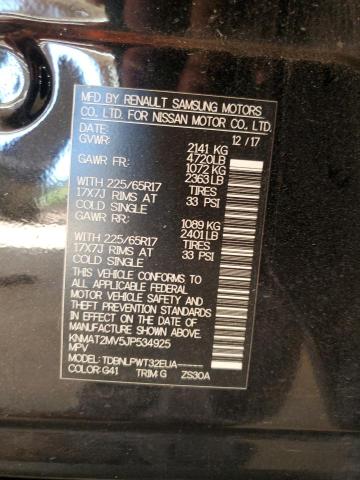 MFD BY RENAULT SAMSUNG MOTORS
CO., LTD. FOR NISSAN MOTOR CO., LTD.
DATE: 12/17
GVWR: 2141 KG
4720LB
GAWR FR: 1072 KG
2363LB
WITH 225/65R17 TIRES
17X7J RIMS AT 33 PSI
COLD SINGLE
GAWR RR: 1089 KG
2401LB
WITH 225/65R17 TIRES
17X7J RIMS AT 33 PSI
COLD SINGLE
THIS VEHICLE CONFORMS TO
ALL APPLICABLE FEDERAL
MOTOR VEHICLE SAFETY,
THEFT PREVENTION
STANDARDS IN EFFECT ON THE
DATE OF MANUFACTURE
SHOWN ABOVE
KNMAT2MV5JP534925
MPV
MODEL: TDBNLPWT32EUA-----
COLOR: G41 TRIM: G ZS30A